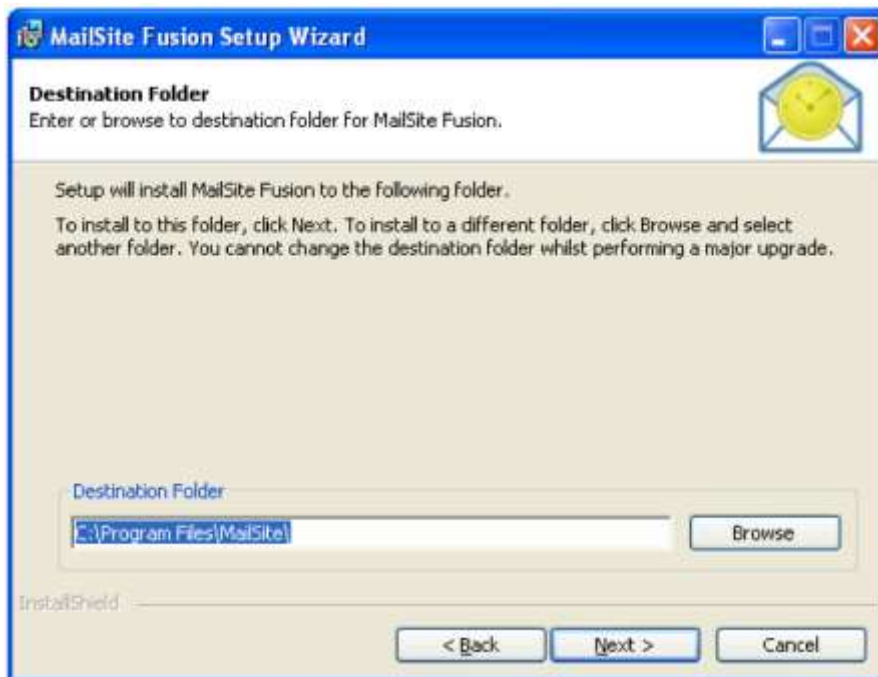 MailSite Fusion Setup Wizard
Destination Folder
Enter or browse to destination folder for MailSite Fusion.
Setup will install MailSite Fusion to the following folder.
To install to this folder, click Next. To install to a different folder, click Browse and select
another folder. You cannot change the destination folder whilst performing a major upgrade.
Destination Folder
C:\Program Files\MailSite\
Browse
InstallShield
< Back
Next >
Cancel